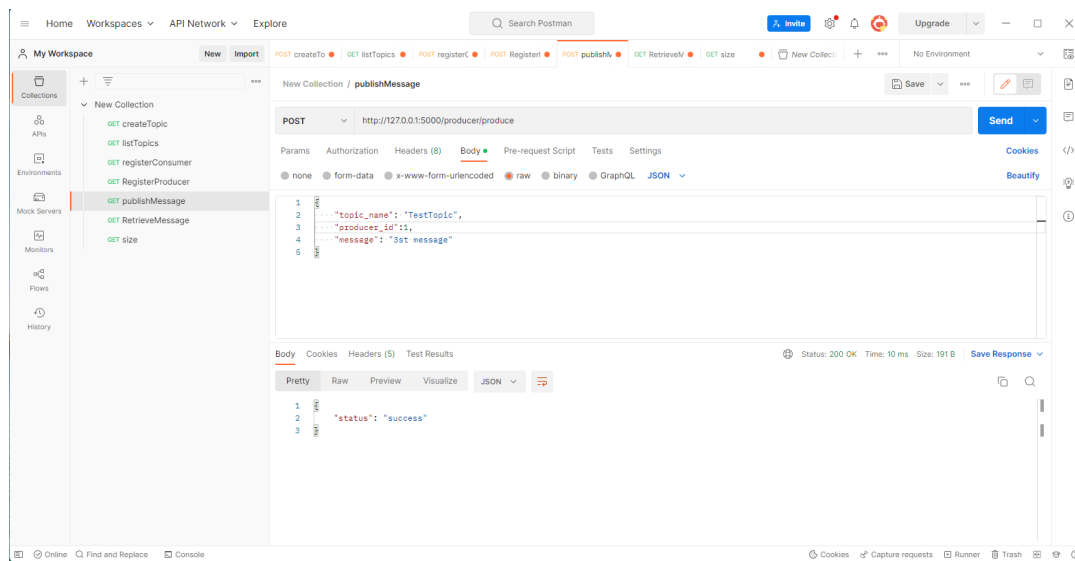 Home Workspaces API Network Explore Search Postman Invite Upgrade
My Workspace New Import
POST createTo GET listTopics POST registerC POST Registerl POST publishM GET RetrieveM GET size New Collecti No Environment
Collections
APIs
Environments
Mock Servers
Monitors
Flows
History
New Collection
GET createTopic
GET listTopics
GET registerConsumer
GET RegisterProducer
GET publishMessage
GET RetrieveMessage
GET size
New Collection / publishMessage Save
POST http://127.0.0.1:5000/producer/produce Send
Params Authorization Headers (8) Body Pre-request Script Tests Settings Cookies
none form-data x-www-form-urlencoded raw binary GraphQL JSON Beautify
1 {
2 "topic_name": "TestTopic",
3 "producer_id":1,
4 "message": "3st message"
5 }
Body Cookies Headers (5) Test Results Status: 200 OK Time: 10 ms Size: 191 B Save Response
Pretty Raw Preview Visualize JSON
1 {
2 "status": "success"
3 }
Online Find and Replace Console Cookies Capture requests Runner Trash